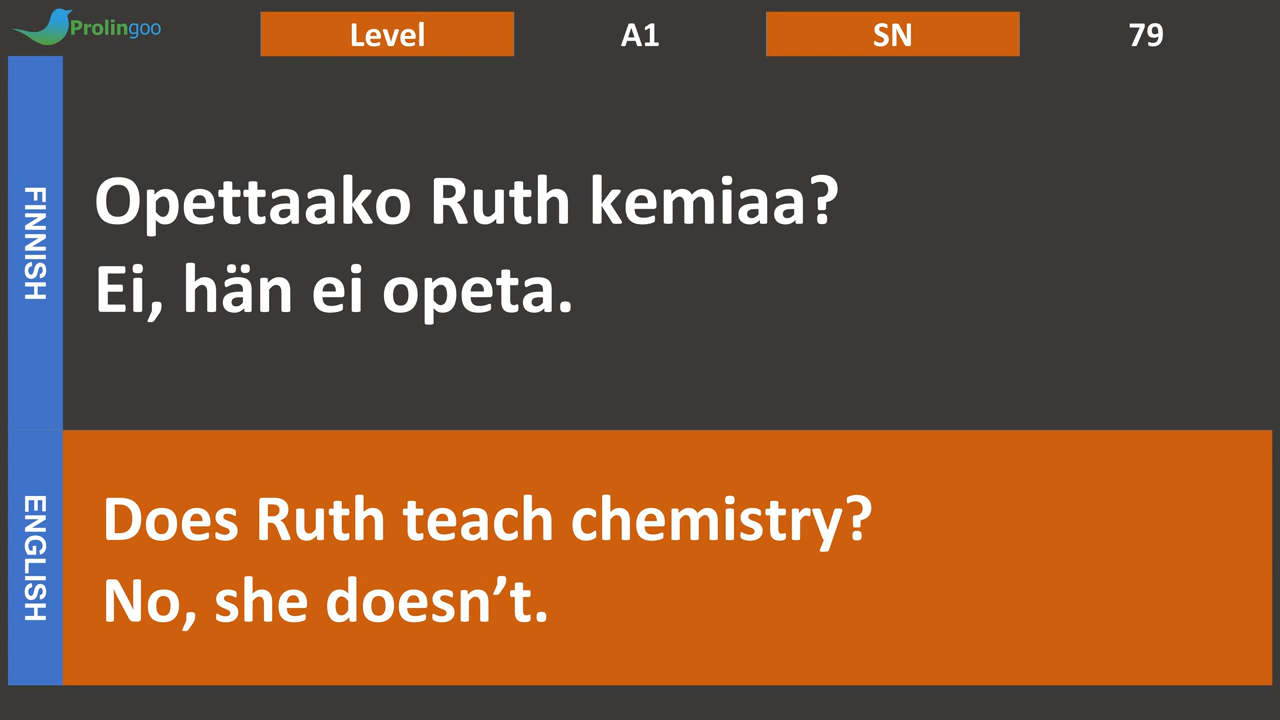 Prolingoo
Level A1 SN 79
FINNISH
Opettaako Ruth kemiaa?
Ei, hän ei opeta.
ENGLISH
Does Ruth teach chemistry?
No, she doesn’t.